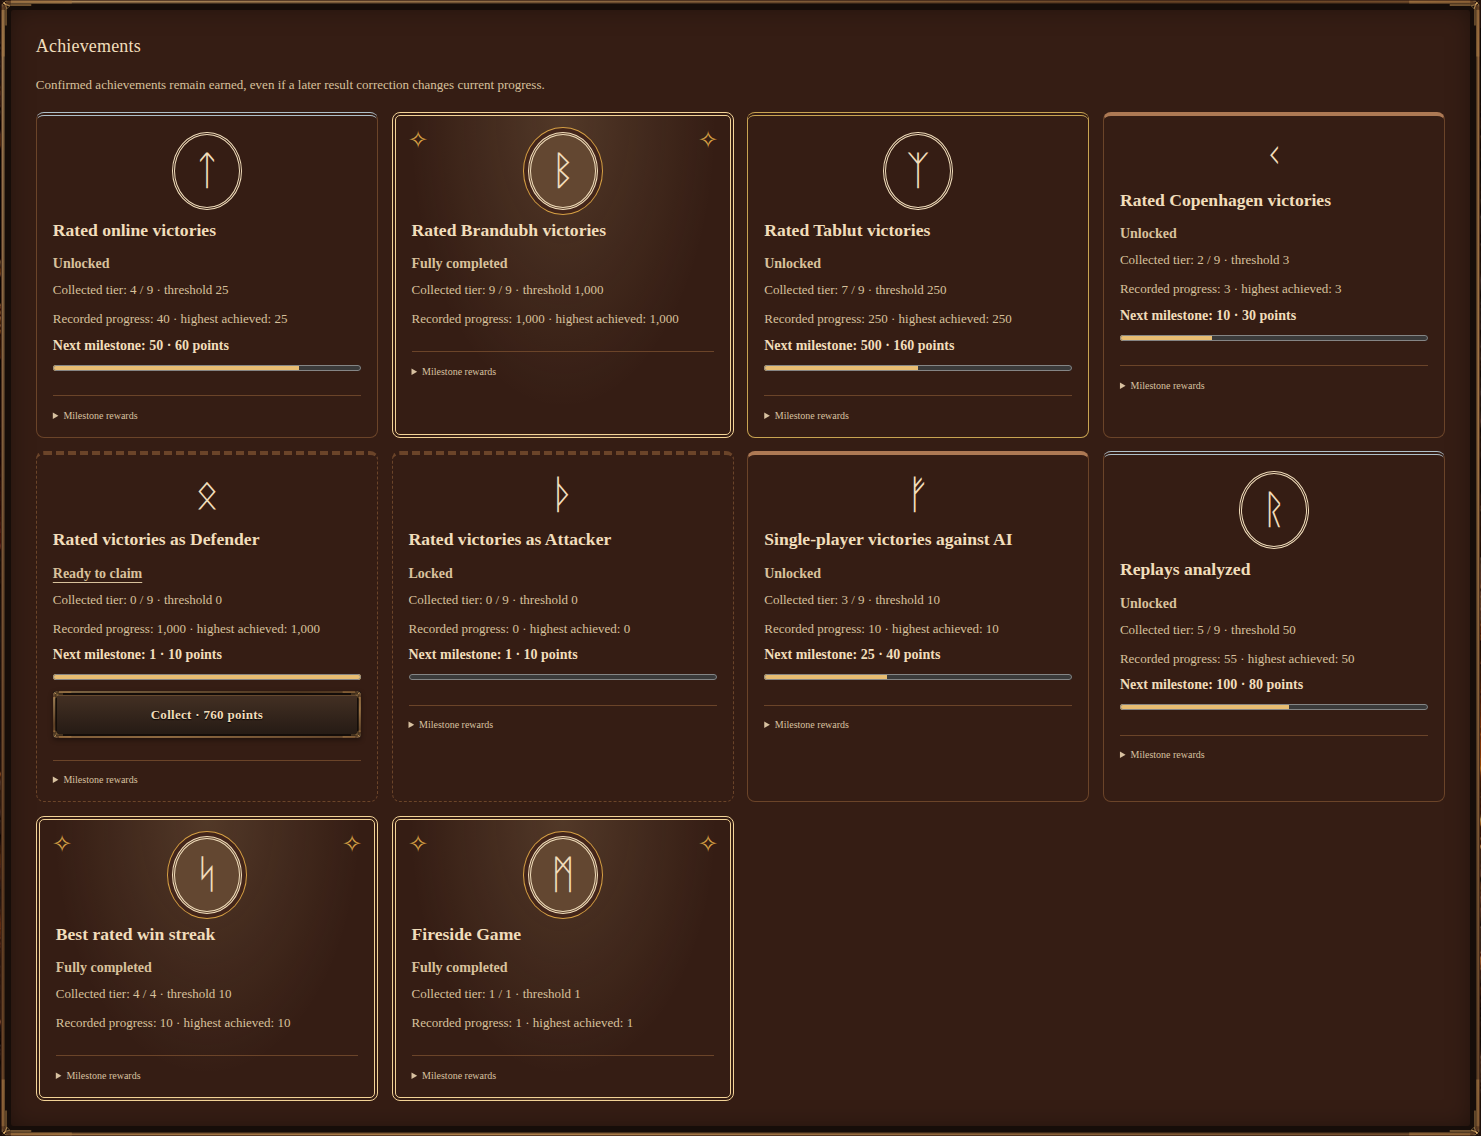 Achievements
Confirmed achievements remain earned, even if a later result correction changes current progress.
ᛏ
Rated online victories
Unlocked
Collected tier: 4 / 9 · threshold 25
Recorded progress: 40 · highest achieved: 25
Next milestone: 50 · 60 points
▶ Milestone rewards
✧ ᛒ ✧
Rated Brandubh victories
Fully completed
Collected tier: 9 / 9 · threshold 1,000
Recorded progress: 1,000 · highest achieved: 1,000
▶ Milestone rewards
ᛉ
Rated Tablut victories
Unlocked
Collected tier: 7 / 9 · threshold 250
Recorded progress: 250 · highest achieved: 250
Next milestone: 500 · 160 points
▶ Milestone rewards
ᚲ
Rated Copenhagen victories
Unlocked
Collected tier: 2 / 9 · threshold 3
Recorded progress: 3 · highest achieved: 3
Next milestone: 10 · 30 points
▶ Milestone rewards
ᛟ
Rated victories as Defender
Ready to claim
Collected tier: 0 / 9 · threshold 0
Recorded progress: 1,000 · highest achieved: 1,000
Next milestone: 1 · 10 points
Collect · 760 points
▶ Milestone rewards
ᚦ
Rated victories as Attacker
Locked
Collected tier: 0 / 9 · threshold 0
Recorded progress: 0 · highest achieved: 0
Next milestone: 1 · 10 points
▶ Milestone rewards
ᚠ
Single-player victories against AI
Unlocked
Collected tier: 3 / 9 · threshold 10
Recorded progress: 10 · highest achieved: 10
Next milestone: 25 · 40 points
▶ Milestone rewards
ᚱ
Replays analyzed
Unlocked
Collected tier: 5 / 9 · threshold 50
Recorded progress: 55 · highest achieved: 50
Next milestone: 100 · 80 points
▶ Milestone rewards
✧ ᛋ ✧
Best rated win streak
Fully completed
Collected tier: 4 / 4 · threshold 10
Recorded progress: 10 · highest achieved: 10
▶ Milestone rewards
✧ ᛗ ✧
Fireside Game
Fully completed
Collected tier: 1 / 1 · threshold 1
Recorded progress: 1 · highest achieved: 1
▶ Milestone rewards